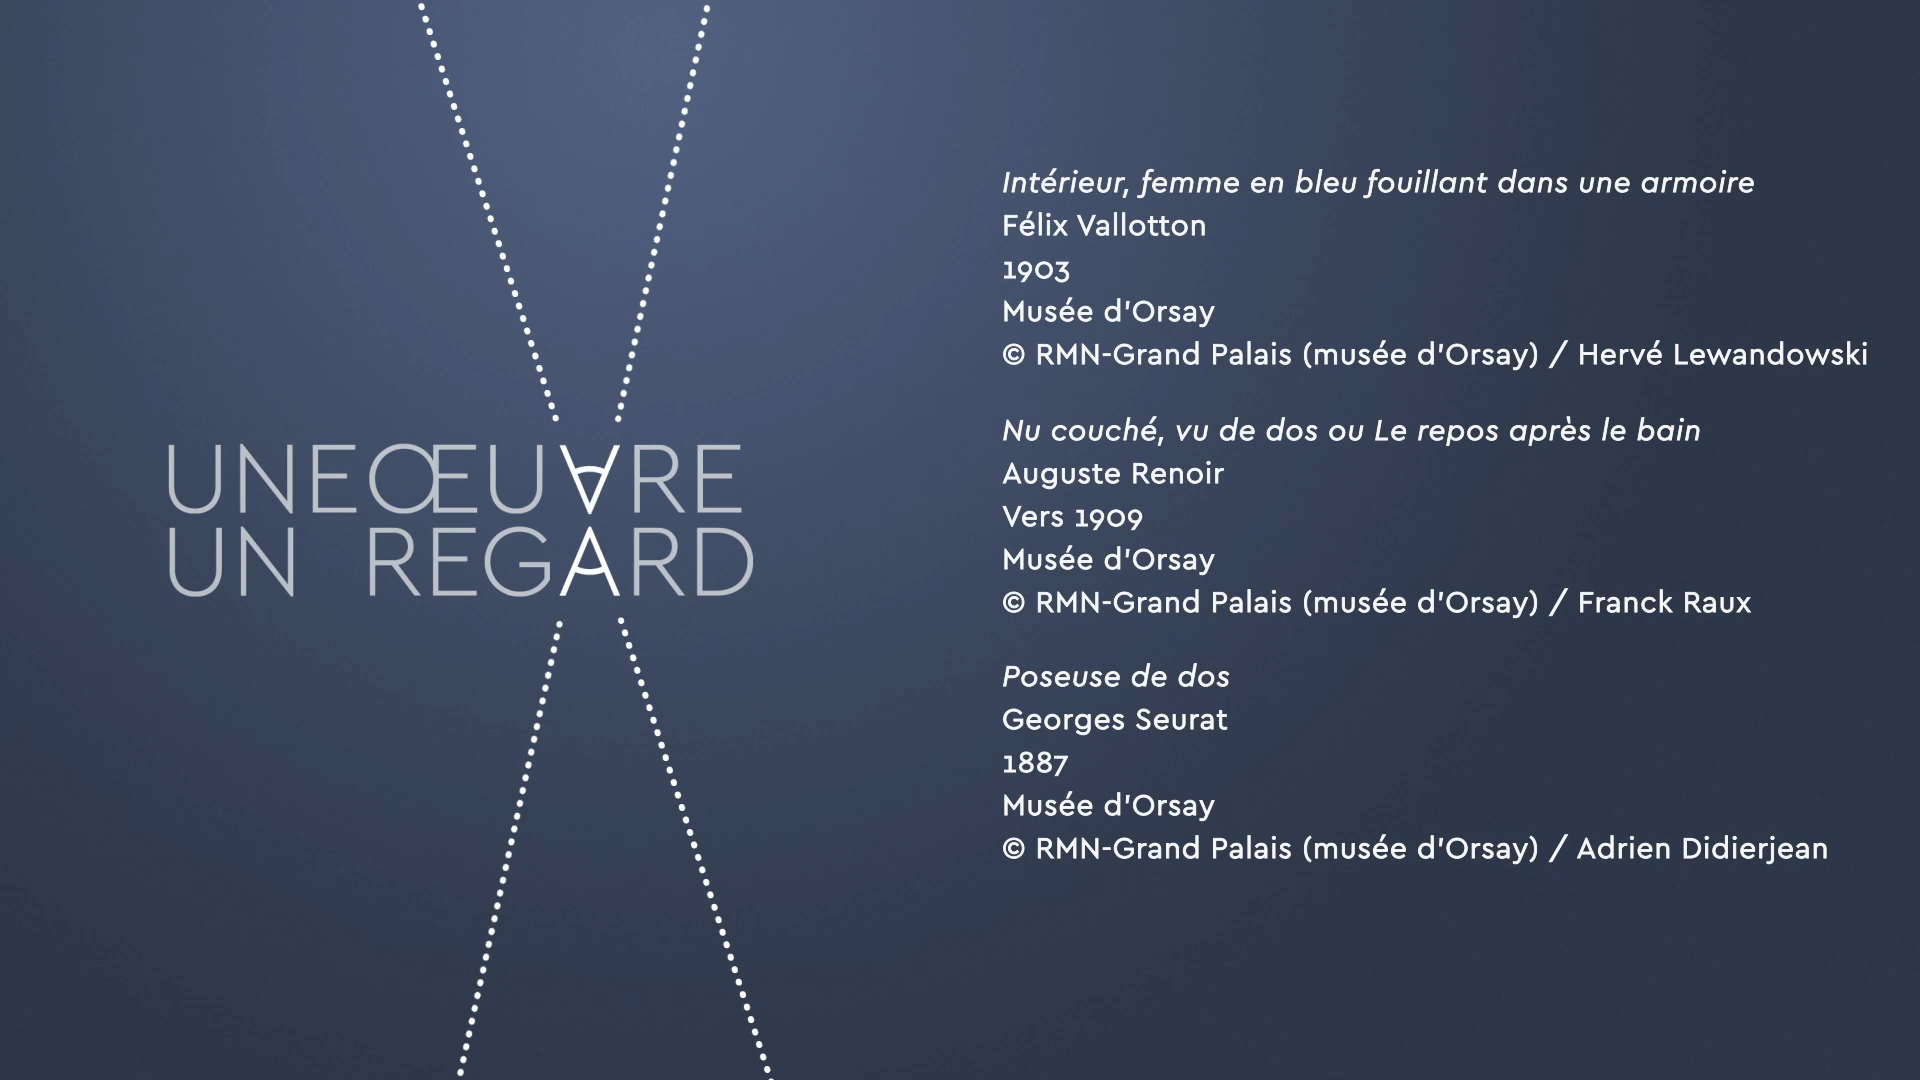 UNE ŒUVRE
UN REGARD
Intérieur, femme en bleu fouillant dans une armoire
Félix Vallotton
1903
Musée d'Orsay
© RMN-Grand Palais (musée d'Orsay) / Hervé Lewandowski
Nu couché, vu de dos ou Le repos après le bain
Auguste Renoir
Vers 1909
Musée d'Orsay
© RMN-Grand Palais (musée d'Orsay) / Franck Raux
Poseuse de dos
Georges Seurat
1887
Musée d'Orsay
© RMN-Grand Palais (musée d'Orsay) / Adrien Didierjean